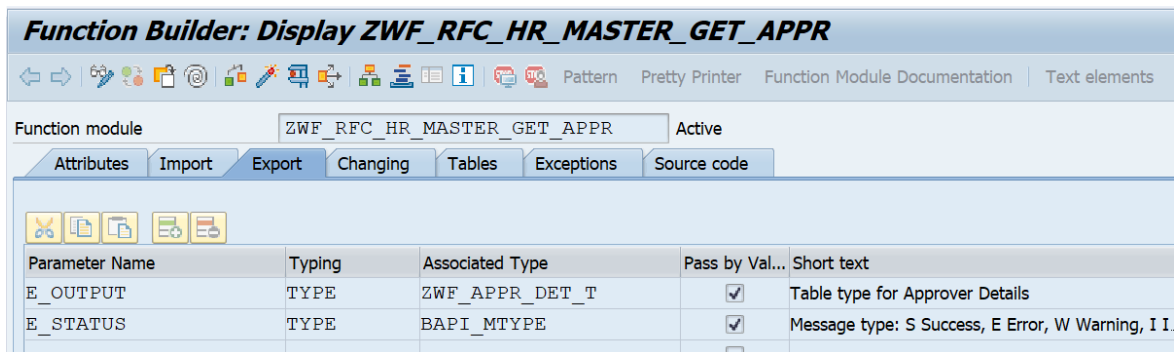 Function Builder: Display ZWF_RFC_HR_MASTER_GET_APPR
Pattern Pretty Printer Function Module Documentation Text elements
Function module ZWF_RFC_HR_MASTER_GET_APPR Active
Attributes Import Export Changing Tables Exceptions Source code
Parameter Name Typing Associated Type Pass by Val... Short text
E_OUTPUT TYPE ZWF_APPR_DET_T Table type for Approver Details
E_STATUS TYPE BAPI_MTYPE Message type: S Success, E Error, W Warning, I I...